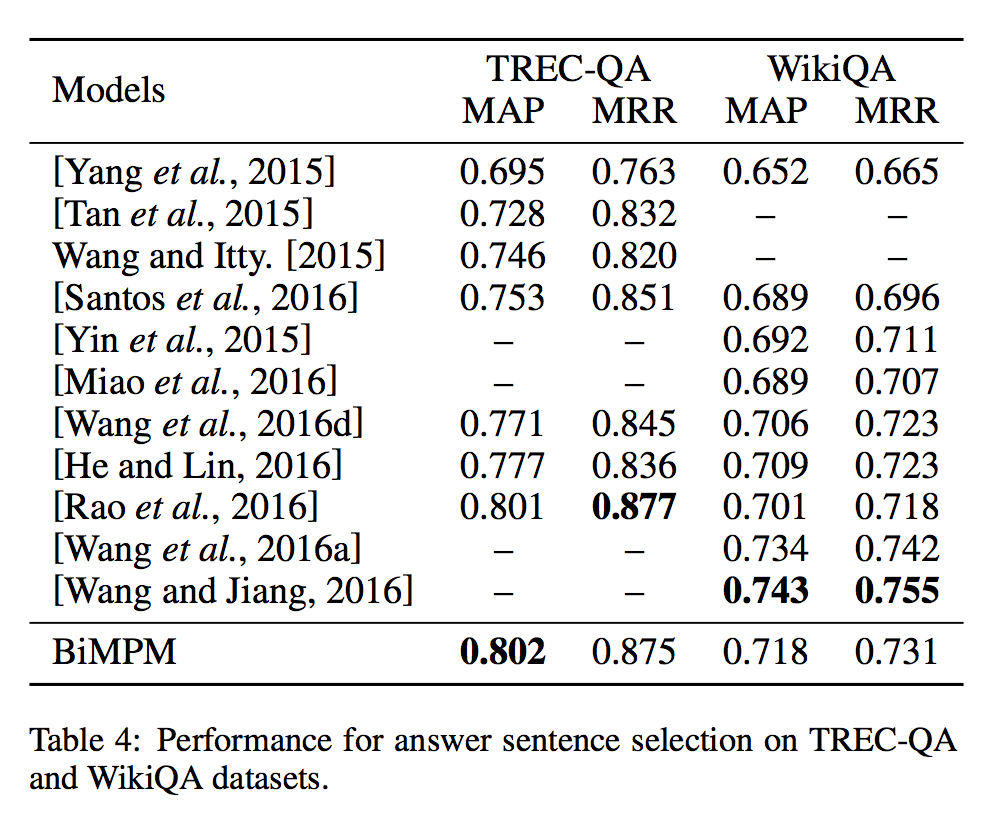 Models TREC-QA WikiQA
MAP MRR MAP MRR
[Yang et al., 2015] 0.695 0.763 0.652 0.665
[Tan et al., 2015] 0.728 0.832 – –
Wang and Itty. [2015] 0.746 0.820 – –
[Santos et al., 2016] 0.753 0.851 0.689 0.696
[Yin et al., 2015] – – 0.692 0.711
[Miao et al., 2016] – – 0.689 0.707
[Wang et al., 2016d] 0.771 0.845 0.706 0.723
[He and Lin, 2016] 0.777 0.836 0.709 0.723
[Rao et al., 2016] 0.801 0.877 0.701 0.718
[Wang et al., 2016a] – – 0.734 0.742
[Wang and Jiang, 2016] – – 0.743 0.755
BiMPM 0.802 0.875 0.718 0.731
Table 4: Performance for answer sentence selection on TREC-QA
and WikiQA datasets.